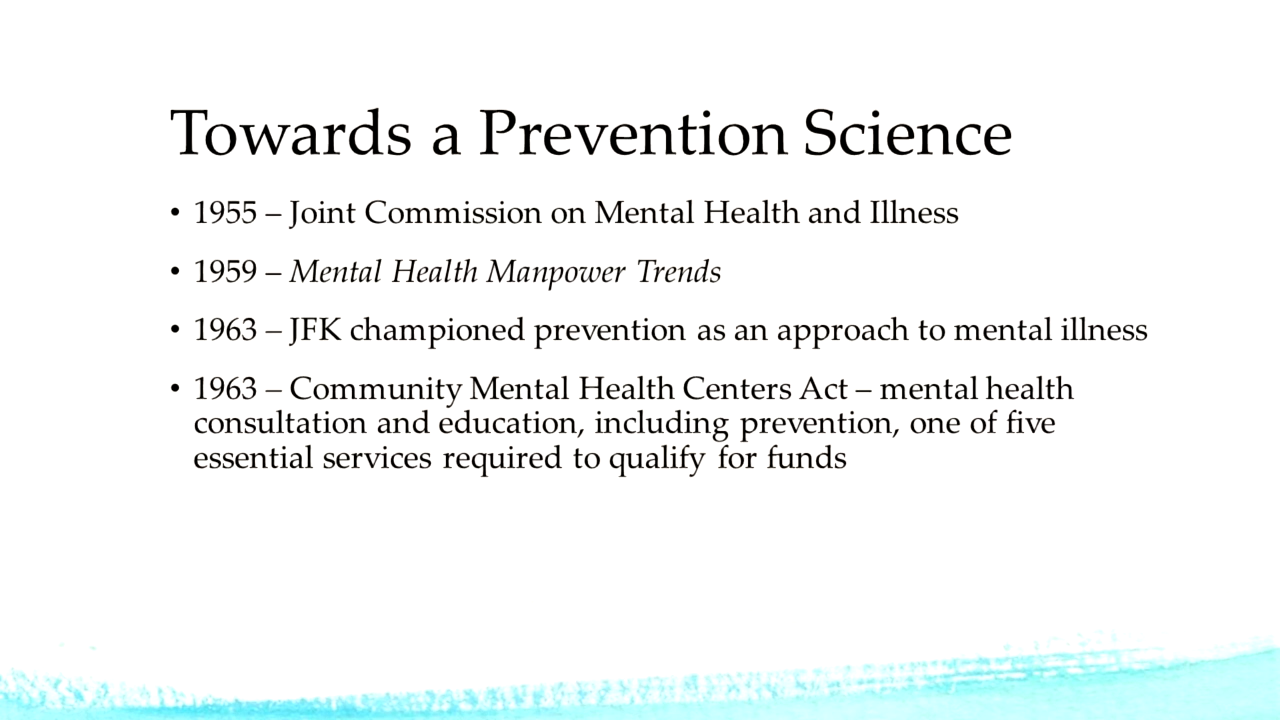 Towards a Prevention Science
• 1955 – Joint Commission on Mental Health and Illness
• 1959 – Mental Health Manpower Trends
• 1963 – JFK championed prevention as an approach to mental illness
• 1963 – Community Mental Health Centers Act – mental health
consultation and education, including prevention, one of five
essential services required to qualify for funds